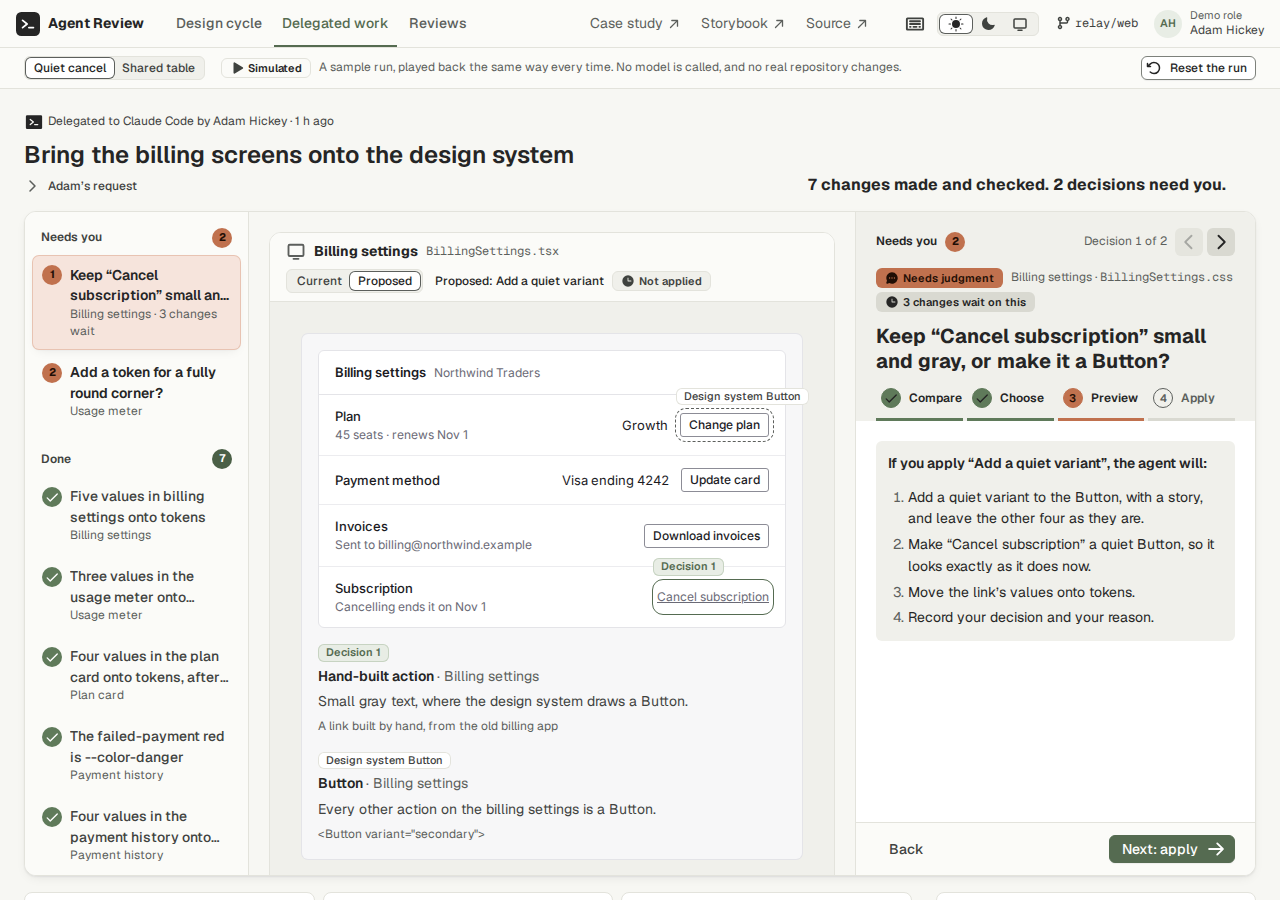 Agent Review
Design cycle
Delegated work
Reviews
Case study
Storybook
Source
relay/web
AH
Demo role
Adam Hickey
Quiet cancel
Shared table
Simulated
A sample run, played back the same way every time. No model is called, and no real repository changes.
Reset the run
Delegated to Claude Code by Adam Hickey · 1 h ago
Bring the billing screens onto the design system
Adam's request
7 changes made and checked. 2 decisions need you.
Needs you
2
1
Keep “Cancel
subscription” small an…
Billing settings · 3 changes
wait
2
Add a token for a fully
round corner?
Usage meter
Done
7
Five values in billing
settings onto tokens
Billing settings
Three values in the
usage meter onto…
Usage meter
Four values in the plan
card onto tokens, after…
Plan card
The failed-payment red
is --color-danger
Payment history
Four values in the
payment history onto…
Payment history
Billing settings
BillingSettings.tsx
Current
Proposed
Proposed: Add a quiet variant
Not applied
Billing settings
Northwind Traders
Design system Button
Plan
45 seats · renews Nov 1
Growth
Change plan
Payment method
Visa ending 4242
Update card
Invoices
Sent to billing@northwind.example
Download invoices
Decision 1
Subscription
Cancelling ends it on Nov 1
Cancel subscription
Decision 1
Hand-built action · Billing settings
Small gray text, where the design system draws a Button.
A link built by hand, from the old billing app
Design system Button
Button · Billing settings
Every other action on the billing settings is a Button.
<Button variant="secondary">
Needs you
2
Decision 1 of 2
Needs judgment
Billing settings · BillingSettings.css
3 changes wait on this
Keep “Cancel subscription” small
and gray, or make it a Button?
Compare
Choose
3
Preview
4
Apply
If you apply “Add a quiet variant”, the agent will:
1. Add a quiet variant to the Button, with a story,
and leave the other four as they are.
2. Make “Cancel subscription” a quiet Button, so it
looks exactly as it does now.
3. Move the link's values onto tokens.
4. Record your decision and your reason.
Back
Next: apply